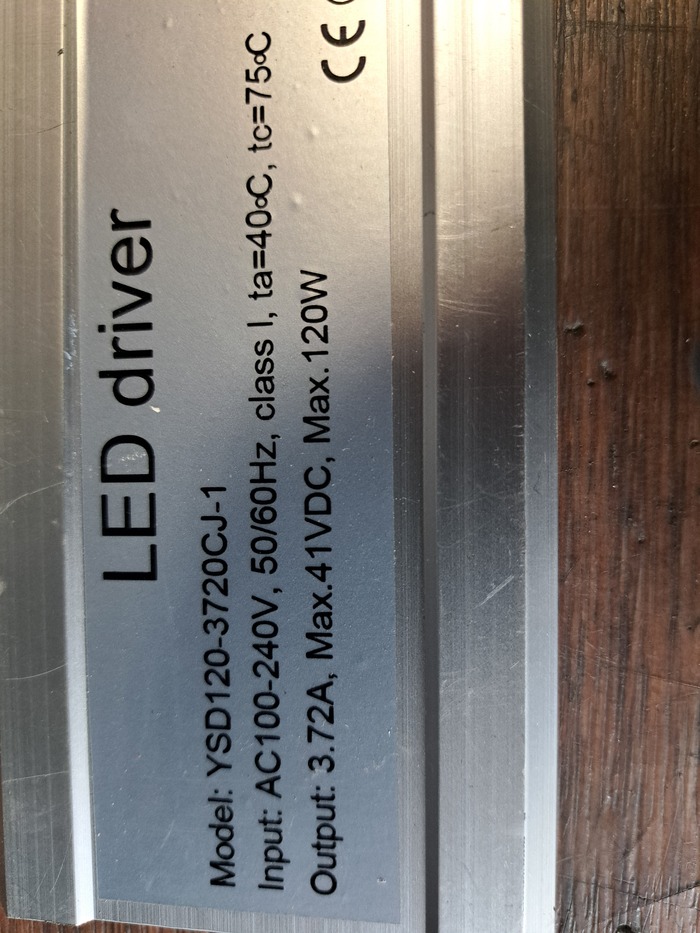 LED driver
Model: YSD120-3720CJ-1
Input: AC100-240V, 50/60Hz, class I, ta=40℃, tc=75℃
Output: 3.72A, Max.41VDC, Max.120W
CE